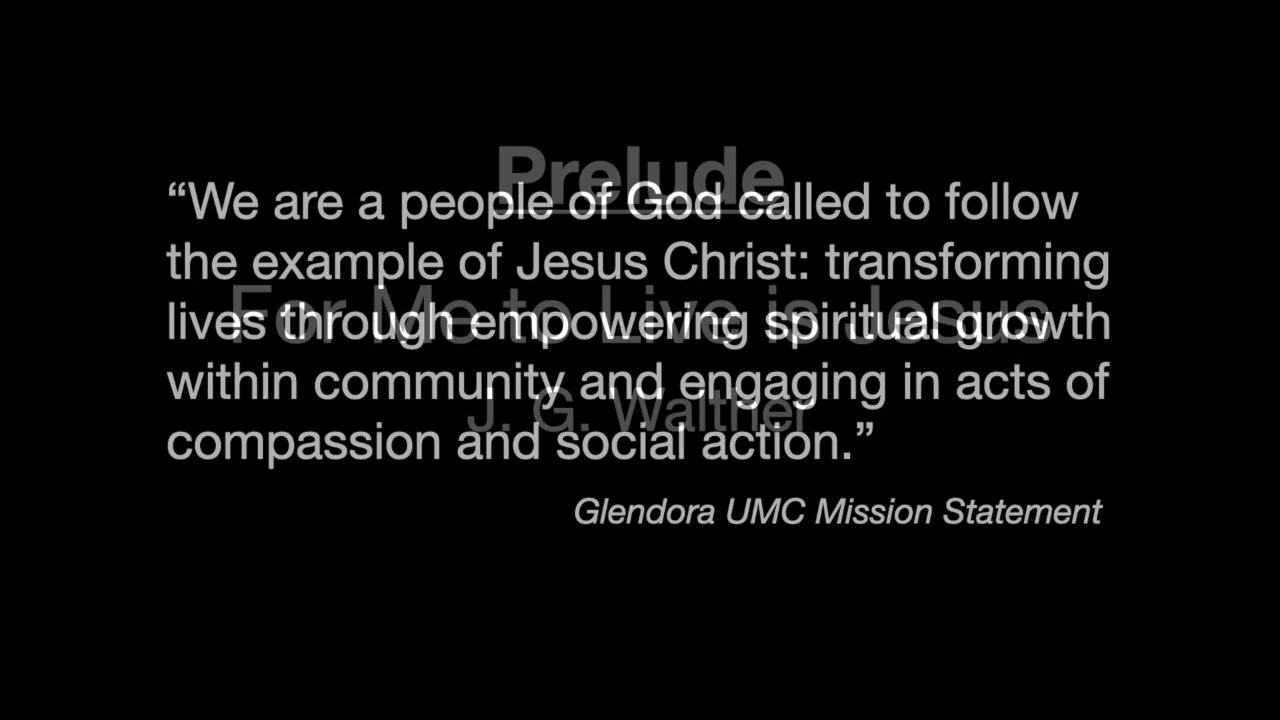 Prelude
“We are a people of God called to follow
the example of Jesus Christ: transforming
For Me to Live is Jesus
lives through empowering spiritual growth
within community and engaging in acts of
J. G. Walther
compassion and social action.”
Glendora UMC Mission Statement